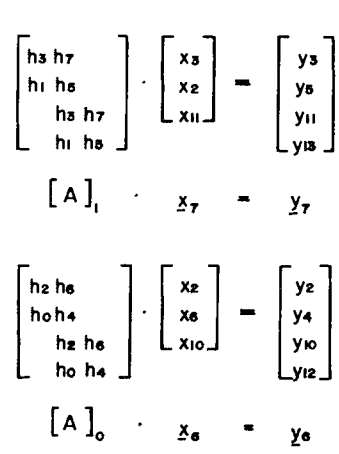 h3 h7 x3 y3
h1 h5 · x2 = y5
h3 h7 x11 y11
h1 h5 y13
[A]1 · x7 = y7
h2 h6 x2 y2
h0 h4 · x6 = y4
h2 h6 x10 y10
h0 h4 y12
[A]0 · x6 = y6